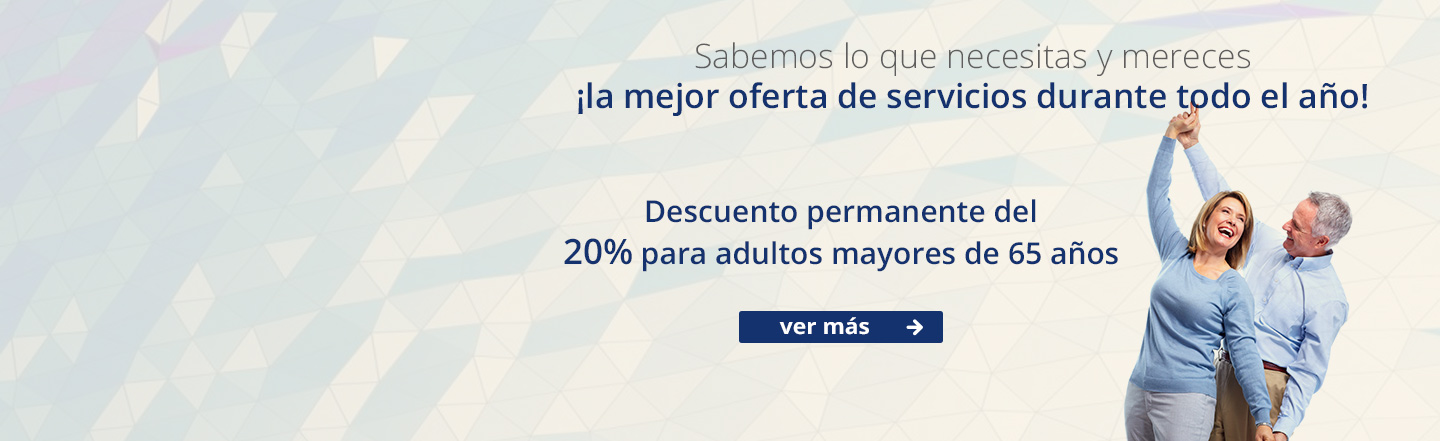 Sabemos lo que necesitas y mereces
¡la mejor oferta de servicios durante todo el año!
Descuento permanente del
20% para adultos mayores de 65 años
ver más